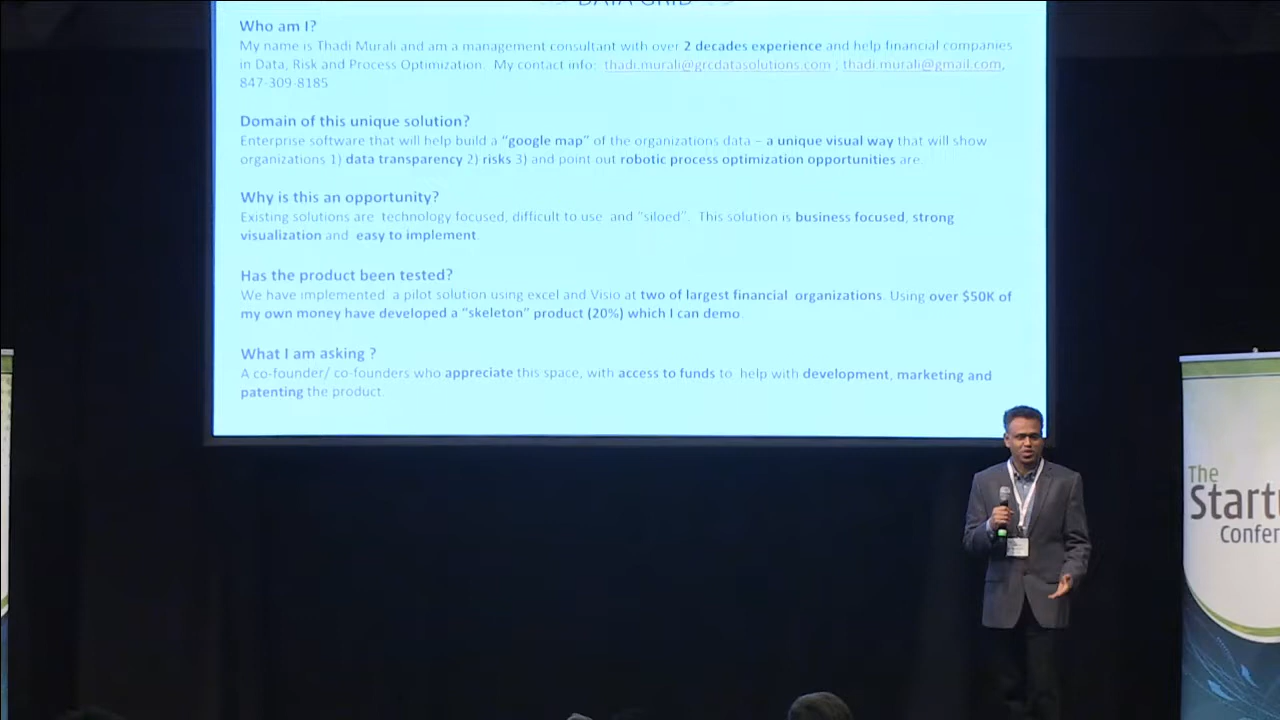 DATA GRID
Who am I?
My name is Thadi Murali and am a management consultant with over 2 decades experience and help financial companies
in Data, Risk and Process Optimization. My contact info: thadi.murali@grcdatasolutions.com ; thadi.murali@gmail.com,
847-309-8185
Domain of this unique solution?
Enterprise software that will help build a “google map” of the organizations data – a unique visual way that will show
organizations 1) data transparency 2) risks 3) and point out robotic process optimization opportunities are.
Why is this an opportunity?
Existing solutions are technology focused, difficult to use and “siloed”. This solution is business focused, strong
visualization and easy to implement.
Has the product been tested?
We have implemented a pilot solution using excel and Visio at two of largest financial organizations. Using over $50K of
my own money have developed a “skeleton” product (20%) which I can demo.
What I am asking ?
A co-founder/ co-founders who appreciate this space, with access to funds to help with development, marketing and
patenting the product.
The
Startu
Confer